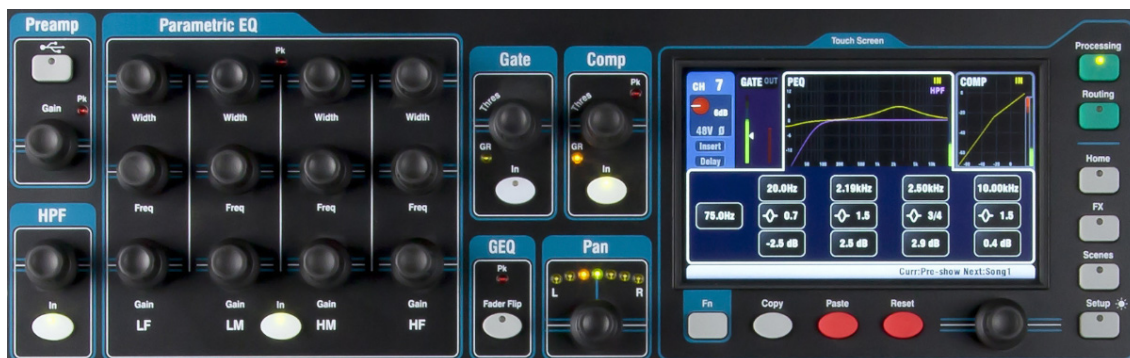 Preamp
Pk
Gain
HPF
In
Parametric EQ
Pk
Width Width Width Width
Freq Freq Freq Freq
Gain Gain In Gain Gain
LF LM HM HF
Gate
Thres
GR
In
Comp
Pk
Thres
GR
In
GEQ
Pk
Fader Flip
Pan
L R
Touch Screen
CH 7
0dB
48V Ø
Insert
Delay
GATE OUT
PEQ IN
HPF
COMP IN
20.0Hz 2.19kHz 2.50kHz 10.00kHz
75.0Hz 0.7 1.5 3/4 1.5
-2.5 dB 2.5 dB 2.9 dB 0.4 dB
Curr:Pre-show Next:Song1
Fn
Copy
Paste
Reset
Processing
Routing
Home
FX
Scenes
Setup